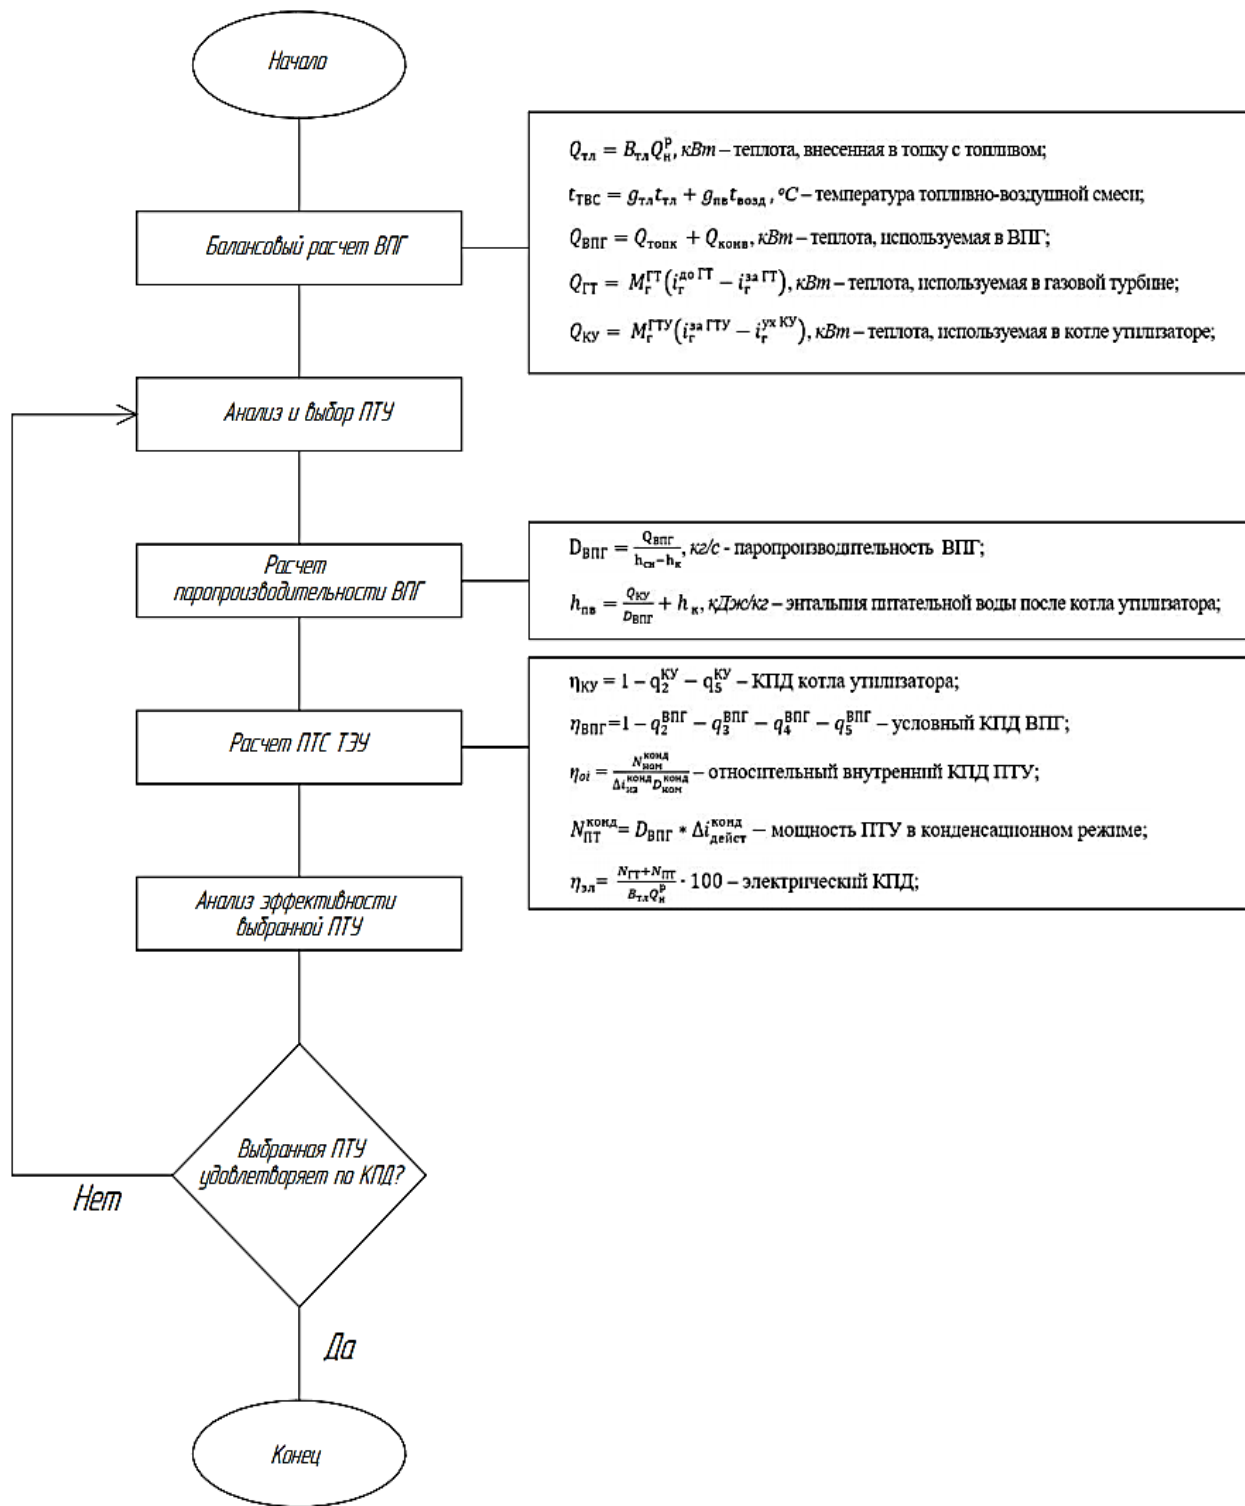 Начало
Балансовый расчет ВПГ
Q_тл = B_тл Q_н^р, кВт – теплота, внесенная в топку с топливом;
t_ТВС = g_тл t_тл + g_пв t_возд, °С – температура топливно-воздушной смеси;
Q_ВПГ = Q_топк + Q_конв, кВт – теплота, используемая в ВПГ;
Q_ГТ = M_г^ГТ (i_г^до ГТ − i_г^за ГТ), кВт – теплота, используемая в газовой турбине;
Q_КУ = M_г^ГТУ (i_г^за ГТУ − i_г^ух КУ), кВт – теплота, используемая в котле утилизаторе;
Анализ и выбор ПТУ
Расчет
паропроизводительности ВПГ
D_ВПГ = Q_ВПГ / (h_сн − h_к), кг/с - паропроизводительность ВПГ;
h_пв = Q_КУ / D_ВПГ + h_к, кДж/кг – энтальпия питательной воды после котла утилизатора;
Расчет ПТС ТЭУ
η_КУ = 1 − q_2^КУ − q_5^КУ – КПД котла утилизатора;
η_ВПГ = 1 − q_2^ВПГ − q_3^ВПГ − q_4^ВПГ − q_5^ВПГ – условный КПД ВПГ;
η_oi = N_ном^конд / (Δi_из^конд D_ном^конд) – относительный внутренний КПД ПТУ;
N_ПТ^конд = D_ВПГ * Δi_дейст^конд – мощность ПТУ в конденсационном режиме;
η_эл = (N_ГТ + N_ПТ) / (B_тл Q_н^р) · 100 – электрический КПД;
Анализ эффективности
выбранной ПТУ
Выбранная ПТУ
удовлетворяет по КПД?
Нет
Да
Конец